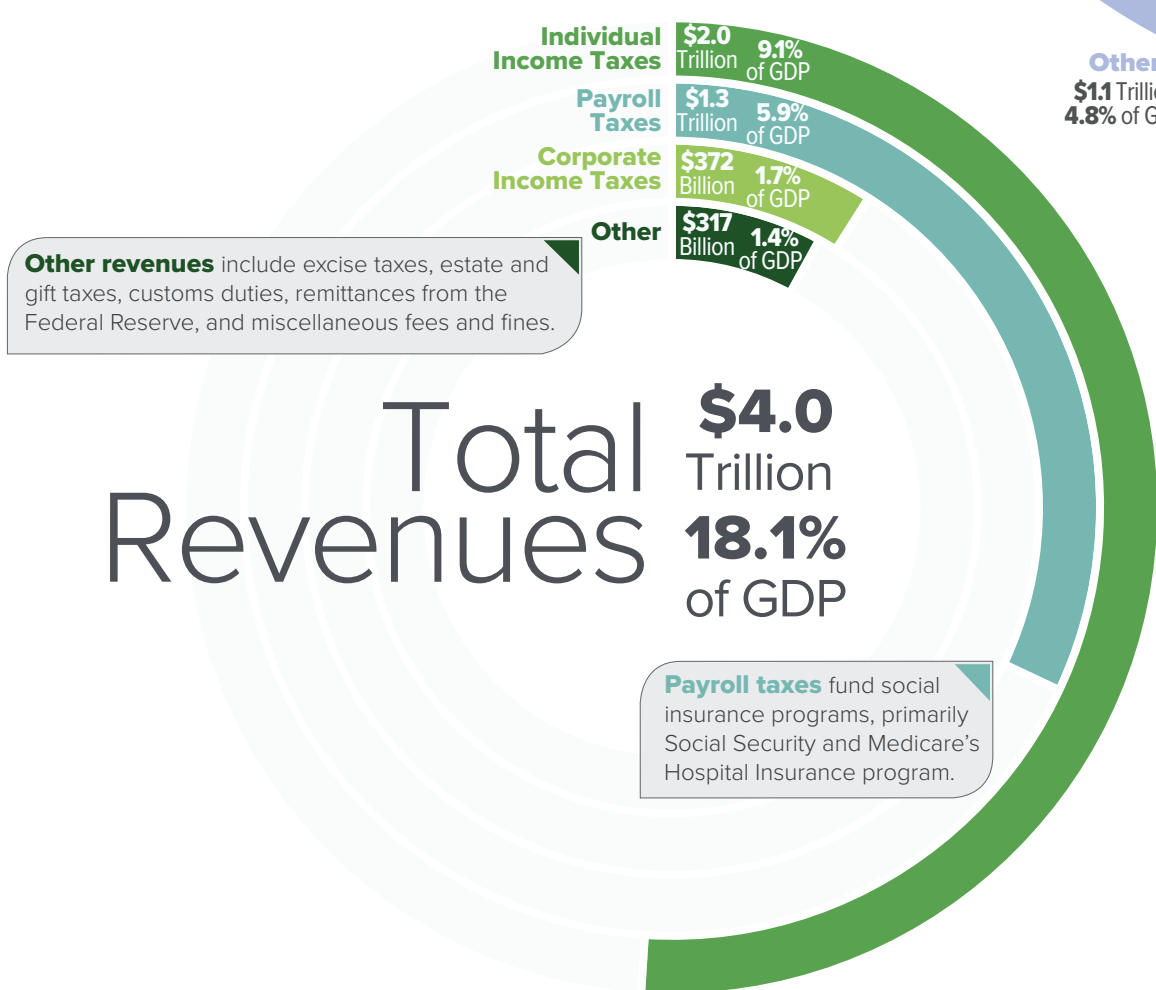 Individual
Income Taxes
$2.0
Trillion
9.1%
of GDP
Payroll
Taxes
$1.3
Trillion
5.9%
of GDP
Corporate
Income Taxes
$372
Billion
1.7%
of GDP
Other
$317
Billion
1.4%
of GDP
Other revenues include excise taxes, estate and
gift taxes, customs duties, remittances from the
Federal Reserve, and miscellaneous fees and fines.
Total
Revenues
$4.0
Trillion
18.1%
of GDP
Payroll taxes fund social
insurance programs, primarily
Social Security and Medicare’s
Hospital Insurance program.
Other
$1.1
4.8% of